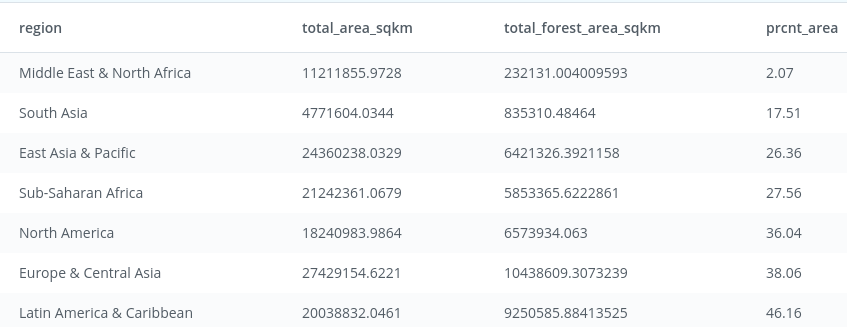 region total_area_sqkm total_forest_area_sqkm prcnt_area
Middle East & North Africa 11211855.9728 232131.004009593 2.07
South Asia 4771604.0344 835310.48464 17.51
East Asia & Pacific 24360238.0329 6421326.3921158 26.36
Sub-Saharan Africa 21242361.0679 5853365.6222861 27.56
North America 18240983.9864 6573934.063 36.04
Europe & Central Asia 27429154.6221 10438609.3073239 38.06
Latin America & Caribbean 20038832.0461 9250585.88413525 46.16